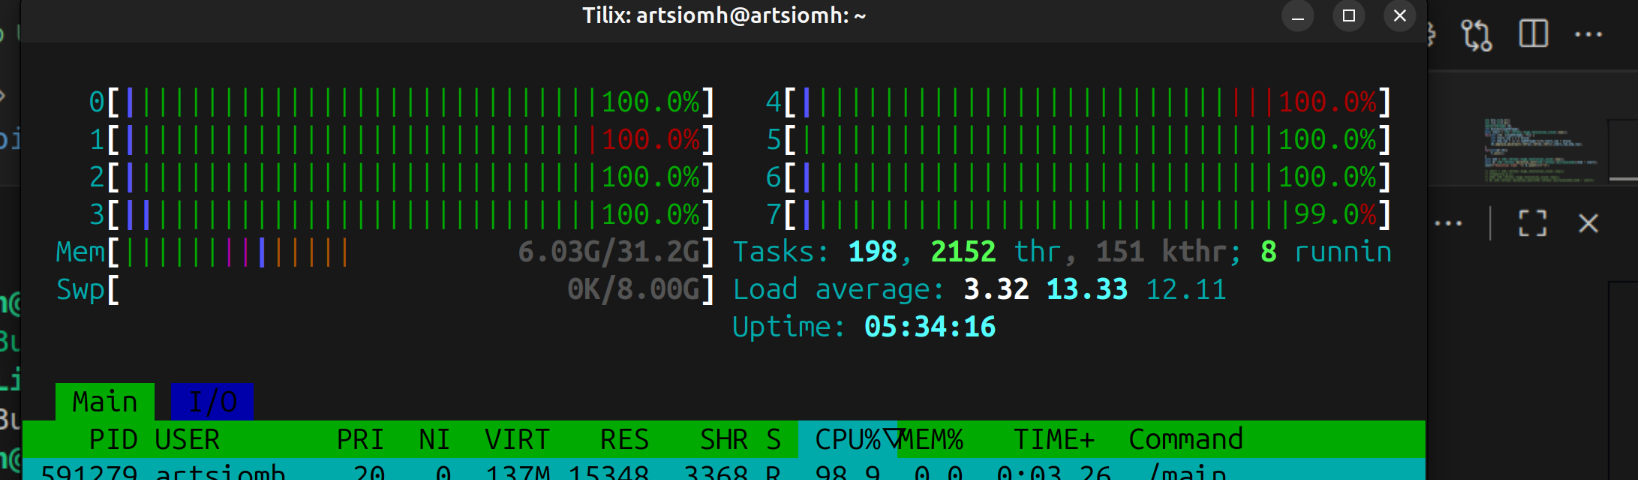 Tilix: artsiomh@artsiomh: ~
0[||||||||||||||||||||||||||||||100.0%] 4[||||||||||||||||||||||||||||||100.0%]
1[||||||||||||||||||||||||||||||100.0%] 5[||||||||||||||||||||||||||||||100.0%]
2[||||||||||||||||||||||||||||||100.0%] 6[||||||||||||||||||||||||||||||100.0%]
3[||||||||||||||||||||||||||||||100.0%] 7[||||||||||||||||||||||||||||||99.0%]
Mem[|||||||||||||| 6.03G/31.2G] Tasks: 198, 2152 thr, 151 kthr; 8 runnin
Swp[ 0K/8.00G] Load average: 3.32 13.33 12.11
Uptime: 05:34:16
Main I/O
PID USER PRI NI VIRT RES SHR S CPU%▽MEM% TIME+ Command
591279 artsiomh 20 0 137M 15348 3368 R 98.9 0.0 0:03.26 ./main